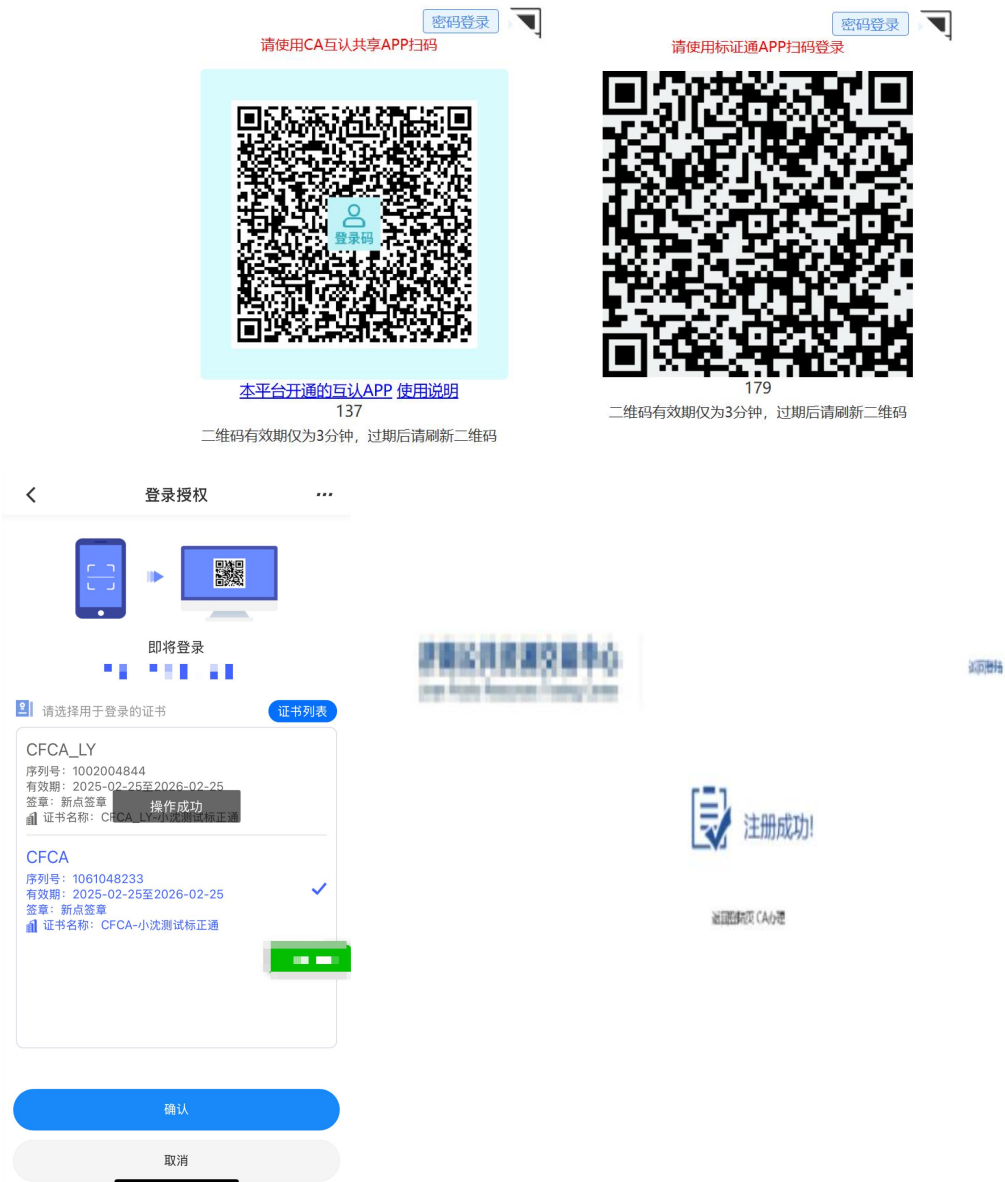 密码登录
请使用CA互认共享APP扫码
登录码
本平台开通的互认APP 使用说明
137
二维码有效期仅为3分钟，过期后请刷新二维码
密码登录
请使用标证通APP扫码登录
179
二维码有效期仅为3分钟，过期后请刷新二维码
登录授权
即将登录
请选择用于登录的证书
证书列表
CFCA_LY
序列号：1002004844
有效期：2025-02-25至2026-02-25
签章：新点签章
操作成功
证书名称：CFCA_LY-小沈测试标正通
CFCA
序列号：1061048233
有效期：2025-02-25至2026-02-25
签章：新点签章
证书名称：CFCA-小沈测试标正通
确认
取消
注册成功!
CA办理